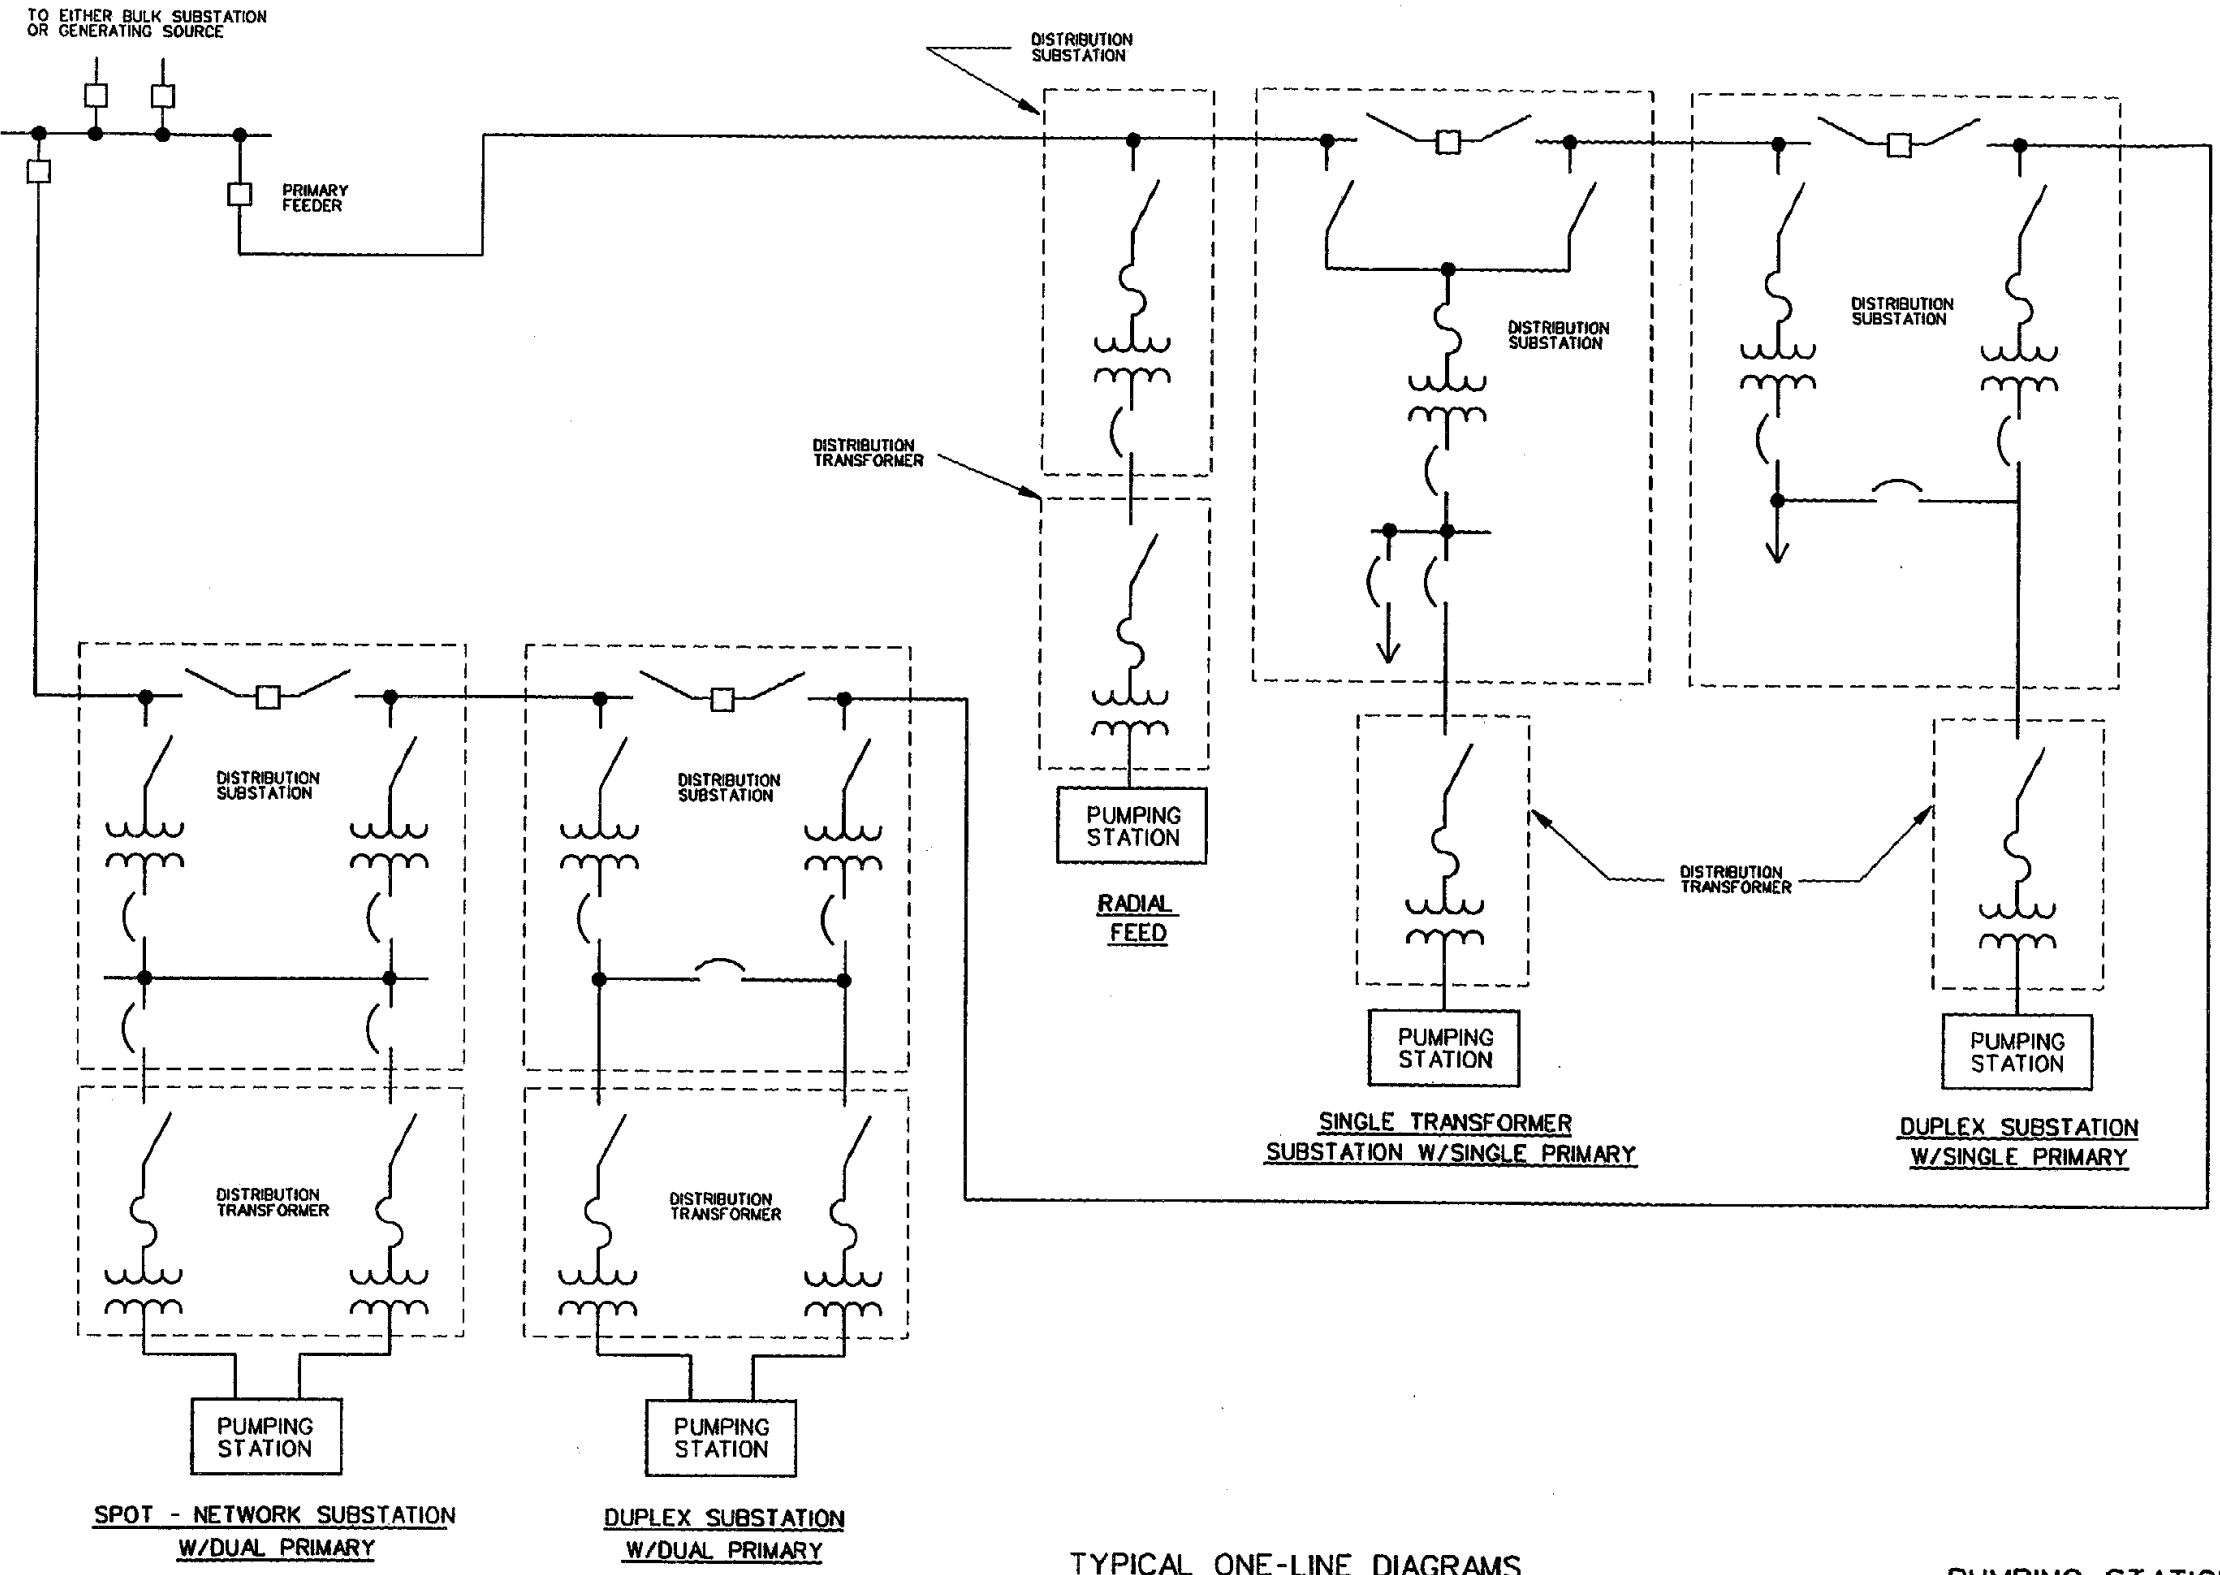 TO EITHER BULK SUBSTATION
OR GENERATING SOURCE
DISTRIBUTION
SUBSTATION
PRIMARY
FEEDER
DISTRIBUTION
SUBSTATION
DISTRIBUTION
SUBSTATION
DISTRIBUTION
TRANSFORMER
DISTRIBUTION
SUBSTATION
DISTRIBUTION
SUBSTATION
PUMPING
STATION
RADIAL
FEED
DISTRIBUTION
TRANSFORMER
PUMPING
STATION
PUMPING
STATION
SINGLE TRANSFORMER
SUBSTATION W/SINGLE PRIMARY
DUPLEX SUBSTATION
W/SINGLE PRIMARY
DISTRIBUTION
TRANSFORMER
DISTRIBUTION
TRANSFORMER
PUMPING
STATION
PUMPING
STATION
SPOT - NETWORK SUBSTATION
W/DUAL PRIMARY
DUPLEX SUBSTATION
W/DUAL PRIMARY
TYPICAL ONE-LINE DIAGRAMS
PUMPING STATION